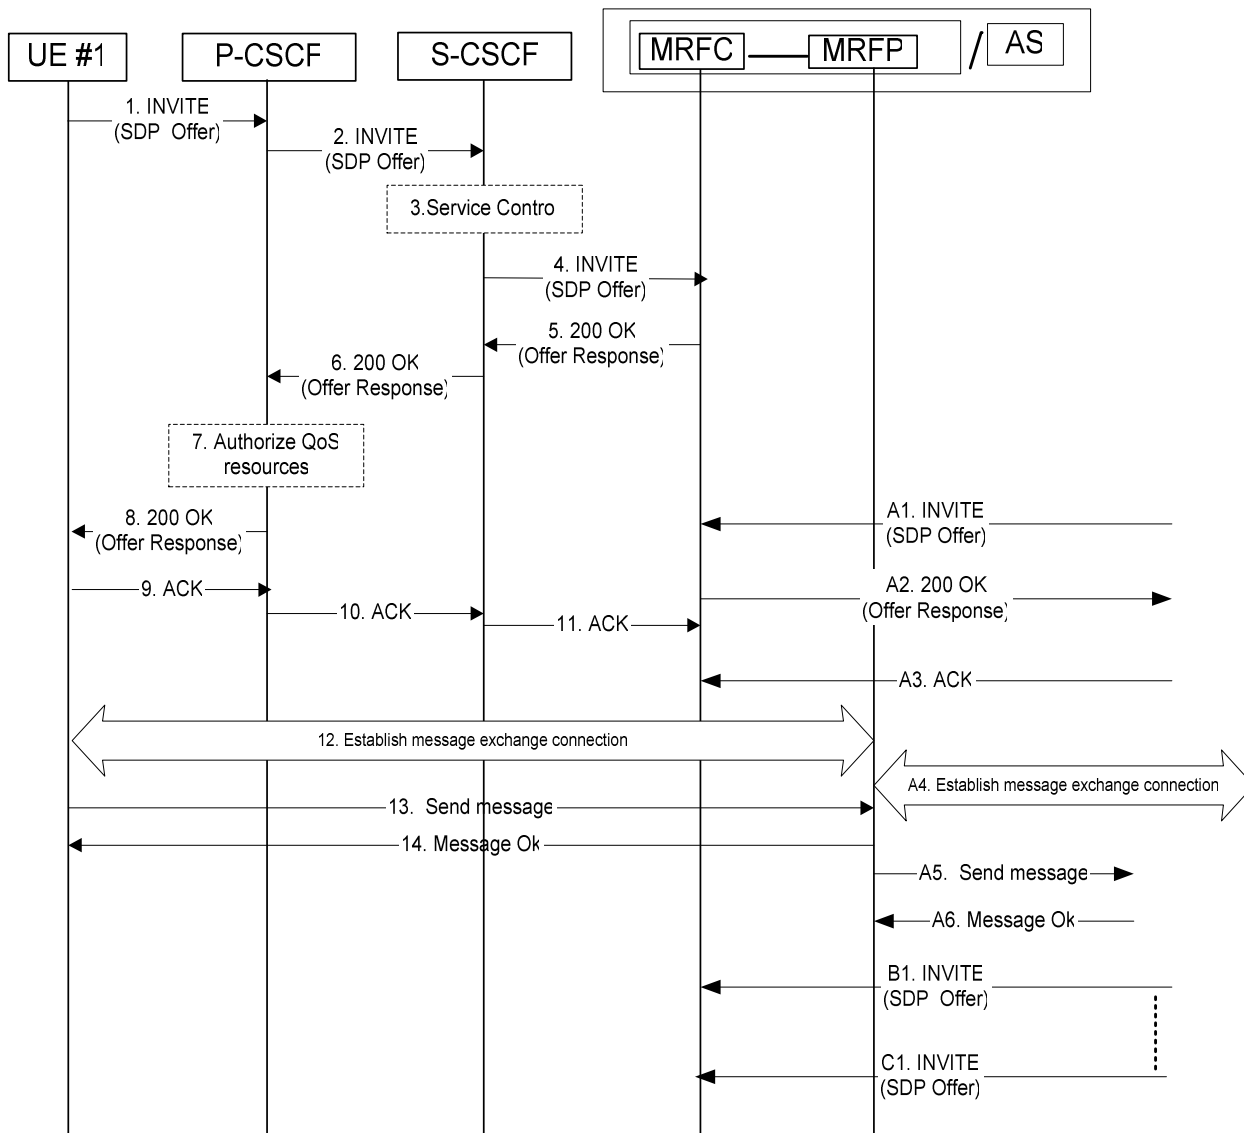 UE #1
P-CSCF
S-CSCF
MRFC
MRFP
/
AS
1. INVITE
(SDP Offer)
2. INVITE
(SDP Offer)
3.Service Contro
4. INVITE
(SDP Offer)
5. 200 OK
(Offer Response)
6. 200 OK
(Offer Response)
7. Authorize QoS
resources
8. 200 OK
(Offer Response)
A1. INVITE
(SDP Offer)
9. ACK
A2. 200 OK
(Offer Response)
10. ACK
11. ACK
A3. ACK
12. Establish message exchange connection
A4. Establish message exchange connection
13. Send message
14. Message Ok
A5. Send message
A6. Message Ok
B1. INVITE
(SDP Offer)
C1. INVITE
(SDP Offer)